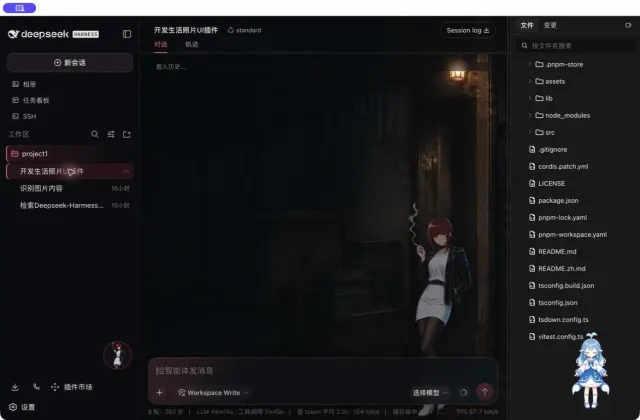 deepseek HARNESS
新会话
相册
任务看板
SSH
工作区
project1
开发生活照片UI插件
识别图片内容
15小时
检索Deepseek-Harness...
15小时
插件市场
设置
开发生活照片UI插件
standard
Session log
对话
轨迹
载入历史...
给智能体发消息
Workspace Write
选择模型
文件
变更
按文件名搜索
.pnpm-store
assets
lib
node_modules
src
.gitignore
cordis.patch.yml
LICENSE
package.json
pnpm-lock.yaml
pnpm-workspace.yaml
README.md
README.zh.md
tsconfig.build.json
tsconfig.json
tsdown.config.ts
vitest.config.ts